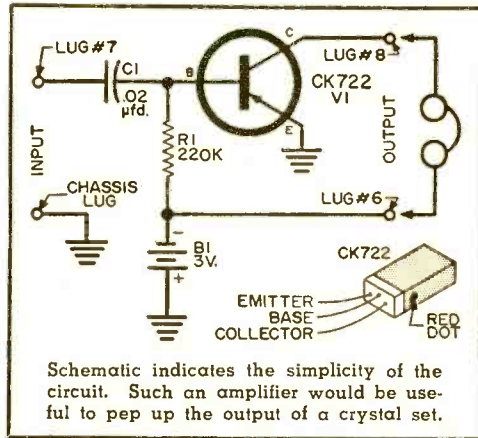 LUG #7
C1
.02
µfd.
B
C
E
CK722
V1
LUG#8
INPUT
OUTPUT
R1
220K
CHASSIS
LUG
LUG#6
B1
3V.
-
+
CK722
EMITTER
BASE
COLLECTOR
RED
DOT
Schematic indicates the simplicity of the
circuit. Such an amplifier would be use-
ful to pep up the output of a crystal set.